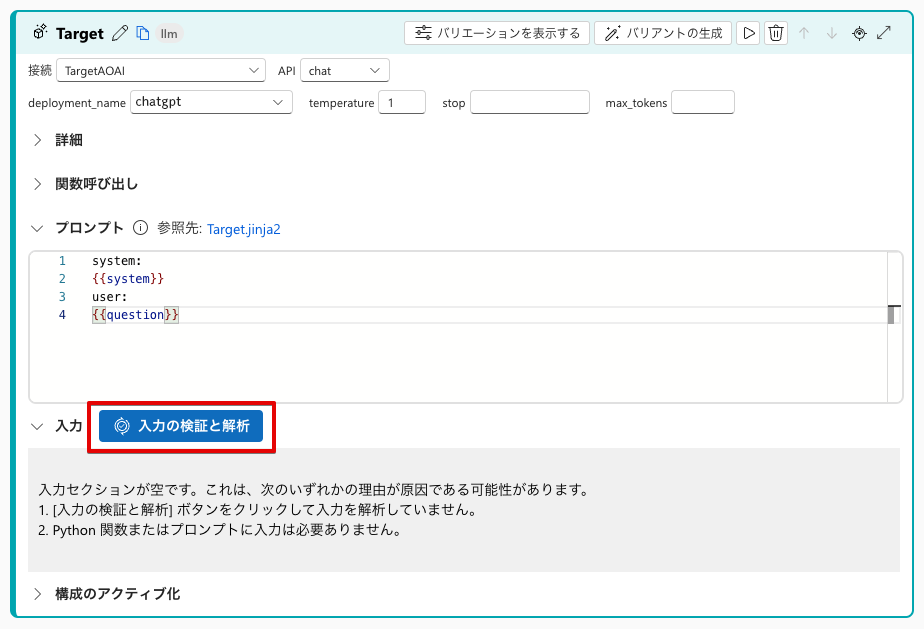 Target llm バリエーションを表示する バリアントの生成
接続 TargetAOAI API chat
deployment_name chatgpt temperature 1 stop max_tokens
詳細
関数呼び出し
プロンプト 参照先: Target.jinja2
1 system:
2 {{system}}
3 user:
4 {{question}}
入力 入力の検証と解析
入力セクションが空です。これは、次のいずれかの理由が原因である可能性があります。
1. [入力の検証と解析] ボタンをクリックして入力を解析していません。
2. Python 関数またはプロンプトに入力は必要ありません。
構成のアクティブ化